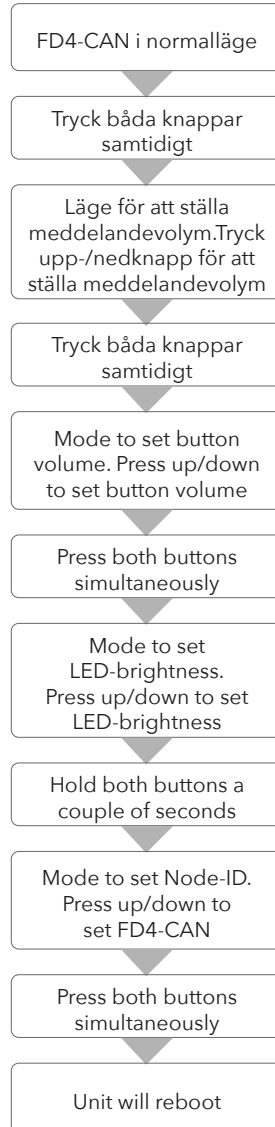 FD4-CAN i normalläge
Tryck båda knappar
samtidigt
Läge för att ställa
meddelandevolym.Tryck
upp-/nedknapp för att
ställa meddelandevolym
Tryck båda knappar
samtidigt
Mode to set button
volume. Press up/down
to set button volume
Press both buttons
simultaneously
Mode to set
LED-brightness.
Press up/down to set
LED-brightness
Hold both buttons a
couple of seconds
Mode to set Node-ID.
Press up/down to
set FD4-CAN
Press both buttons
simultaneously
Unit will reboot